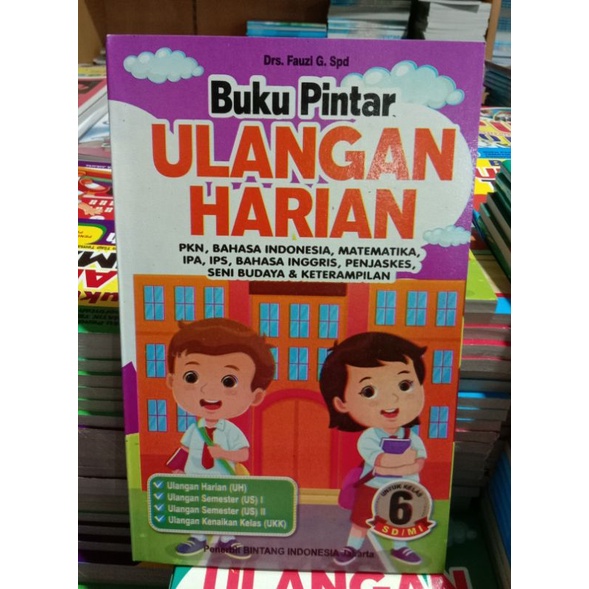 Drs. Fauzi G. Spd
Buku Pintar
ULANGAN
HARIAN
PKN, BAHASA INDONESIA, MATEMATIKA,
IPA, IPS, BAHASA INGGRIS, PENJASKES,
SENI BUDAYA & KETERAMPILAN
Ulangan Harian (UH)
Ulangan Semester (US) I
Ulangan Semester (US) II
Ulangan Kenaikan Kelas (UKK)
UNTUK KELAS
6
SD/MI
Penerbit BINTANG INDONESIA Jakarta
ULANGAN